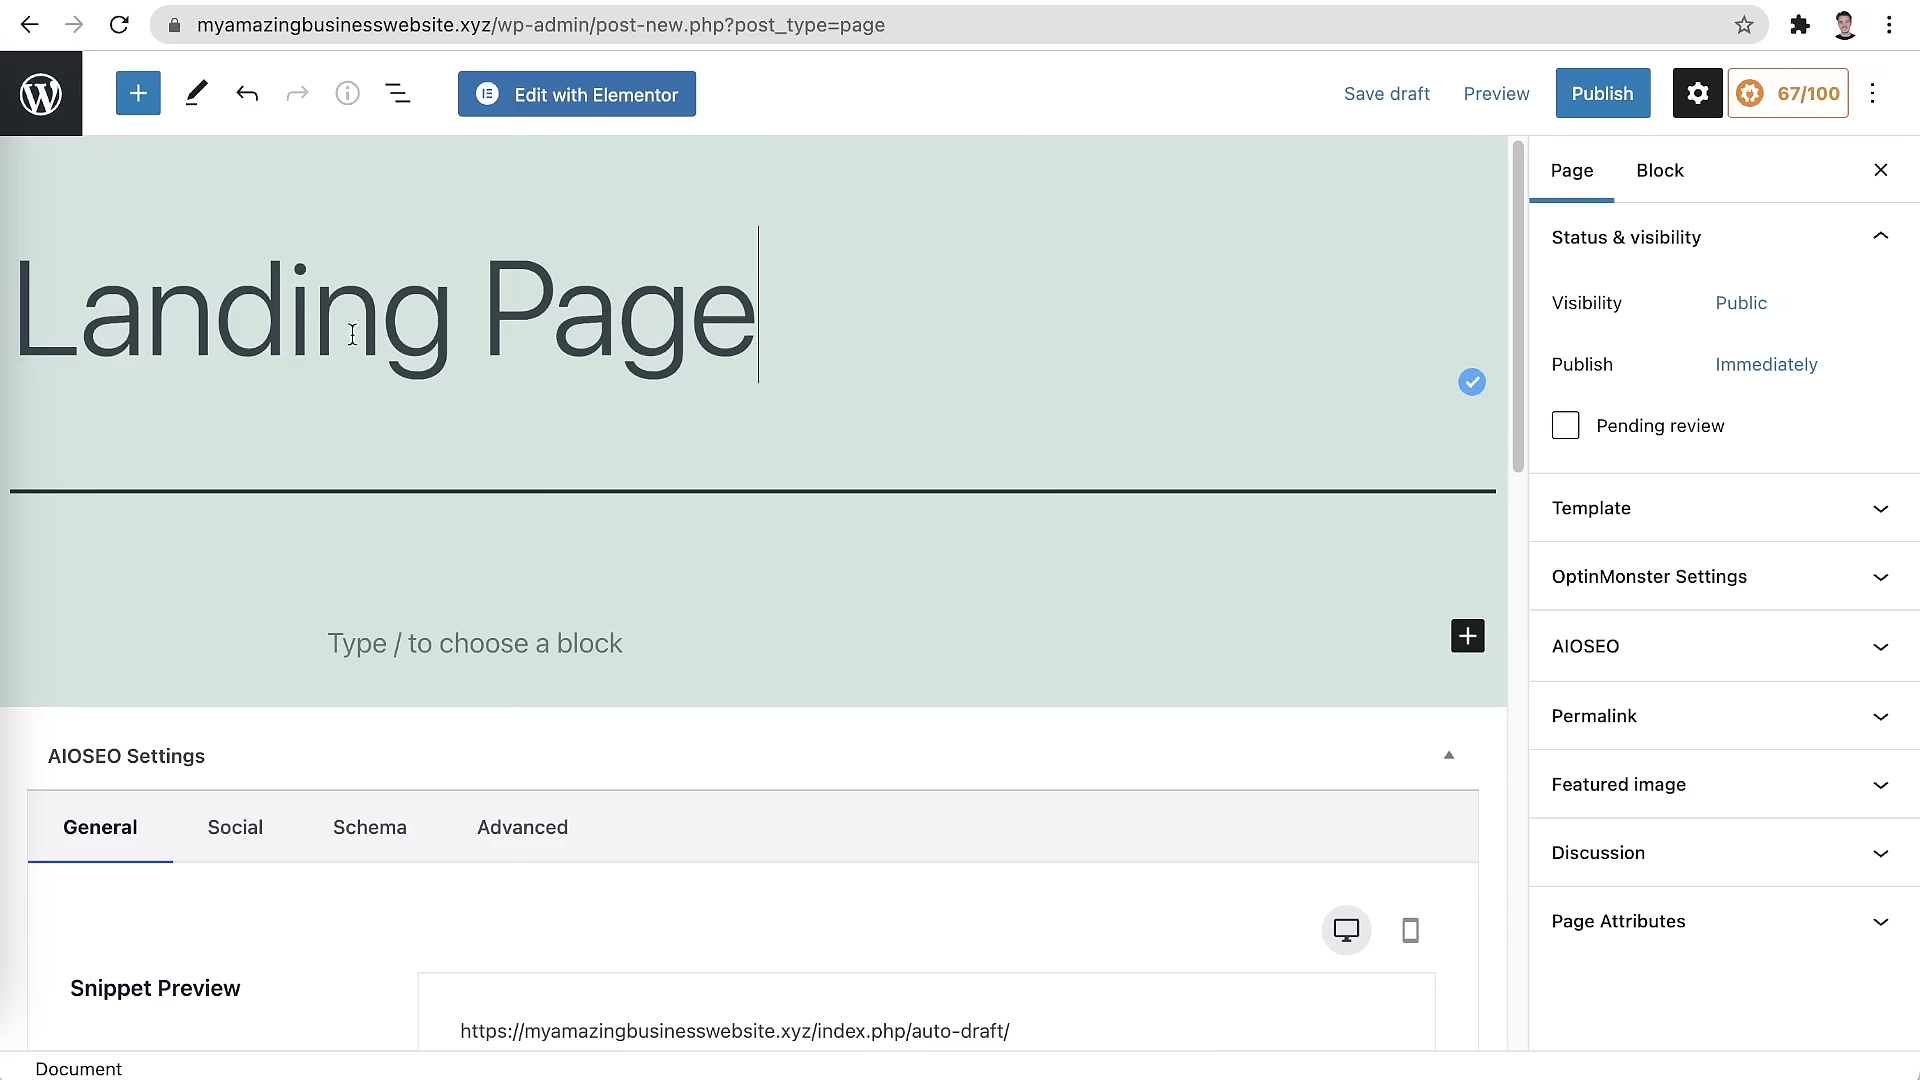 myamazingbusinesswebsite.xyz/wp-admin/post-new.php?post_type=page
Edit with Elementor
Save draft
Preview
Publish
67/100
Landing Page
Type / to choose a block
AIOSEO Settings
General
Social
Schema
Advanced
Snippet Preview
https://myamazingbusinesswebsite.xyz/index.php/auto-draft/
Document
Page
Block
Status & visibility
Visibility Public
Publish Immediately
Pending review
Template
OptinMonster Settings
AIOSEO
Permalink
Featured image
Discussion
Page Attributes